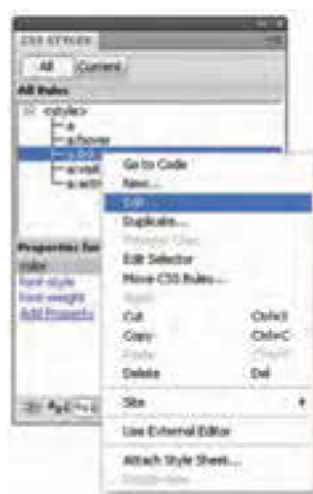 CSS STYLES
All Current
All Rules
<style>
a
a:hover
Go to Code
New...
Edit...
Duplicate...
Edit Selector
Move CSS Rules...
Properties for
color
font-style
font-weight
Add Property
Cut Ctrl+X
Copy Ctrl+C
Delete Del
Site
Use External Editor
Attach Style Sheet...